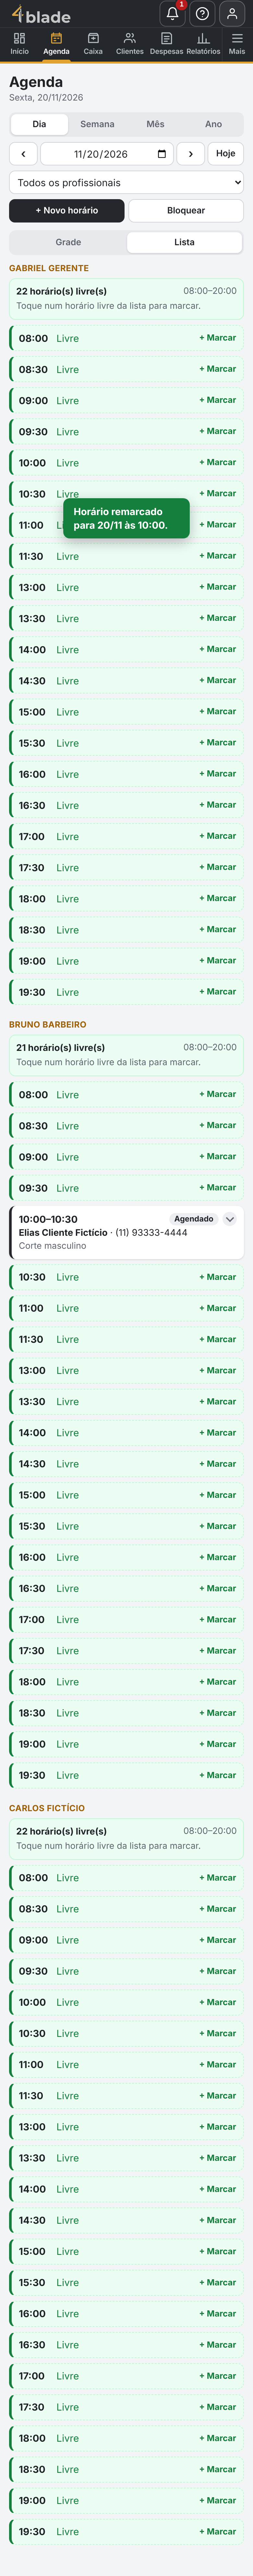 4blade
1
Início Agenda Caixa Clientes Despesas Relatórios Mais
Agenda
Sexta, 20/11/2026
Dia Semana Mês Ano
‹ 11/20/2026 › Hoje
Todos os profissionais
+ Novo horário Bloquear
Grade Lista
GABRIEL GERENTE
22 horário(s) livre(s) 08:00–20:00
Toque num horário livre da lista para marcar.
08:00 Livre + Marcar
08:30 Livre + Marcar
09:00 Livre + Marcar
09:30 Livre + Marcar
10:00 Livre + Marcar
10:30 Livre + Marcar
Horário remarcado
para 20/11 às 10:00.
11:00 + Marcar
11:30 Livre + Marcar
13:00 Livre + Marcar
13:30 Livre + Marcar
14:00 Livre + Marcar
14:30 Livre + Marcar
15:00 Livre + Marcar
15:30 Livre + Marcar
16:00 Livre + Marcar
16:30 Livre + Marcar
17:00 Livre + Marcar
17:30 Livre + Marcar
18:00 Livre + Marcar
18:30 Livre + Marcar
19:00 Livre + Marcar
19:30 Livre + Marcar
BRUNO BARBEIRO
21 horário(s) livre(s) 08:00–20:00
Toque num horário livre da lista para marcar.
08:00 Livre + Marcar
08:30 Livre + Marcar
09:00 Livre + Marcar
09:30 Livre + Marcar
10:00–10:30 Agendado
Elias Cliente Fictício · (11) 93333-4444
Corte masculino
10:30 Livre + Marcar
11:00 Livre + Marcar
11:30 Livre + Marcar
13:00 Livre + Marcar
13:30 Livre + Marcar
14:00 Livre + Marcar
14:30 Livre + Marcar
15:00 Livre + Marcar
15:30 Livre + Marcar
16:00 Livre + Marcar
16:30 Livre + Marcar
17:00 Livre + Marcar
17:30 Livre + Marcar
18:00 Livre + Marcar
18:30 Livre + Marcar
19:00 Livre + Marcar
19:30 Livre + Marcar
CARLOS FICTÍCIO
22 horário(s) livre(s) 08:00–20:00
Toque num horário livre da lista para marcar.
08:00 Livre + Marcar
08:30 Livre + Marcar
09:00 Livre + Marcar
09:30 Livre + Marcar
10:00 Livre + Marcar
10:30 Livre + Marcar
11:00 Livre + Marcar
11:30 Livre + Marcar
13:00 Livre + Marcar
13:30 Livre + Marcar
14:00 Livre + Marcar
14:30 Livre + Marcar
15:00 Livre + Marcar
15:30 Livre + Marcar
16:00 Livre + Marcar
16:30 Livre + Marcar
17:00 Livre + Marcar
17:30 Livre + Marcar
18:00 Livre + Marcar
18:30 Livre + Marcar
19:00 Livre + Marcar
19:30 Livre + Marcar